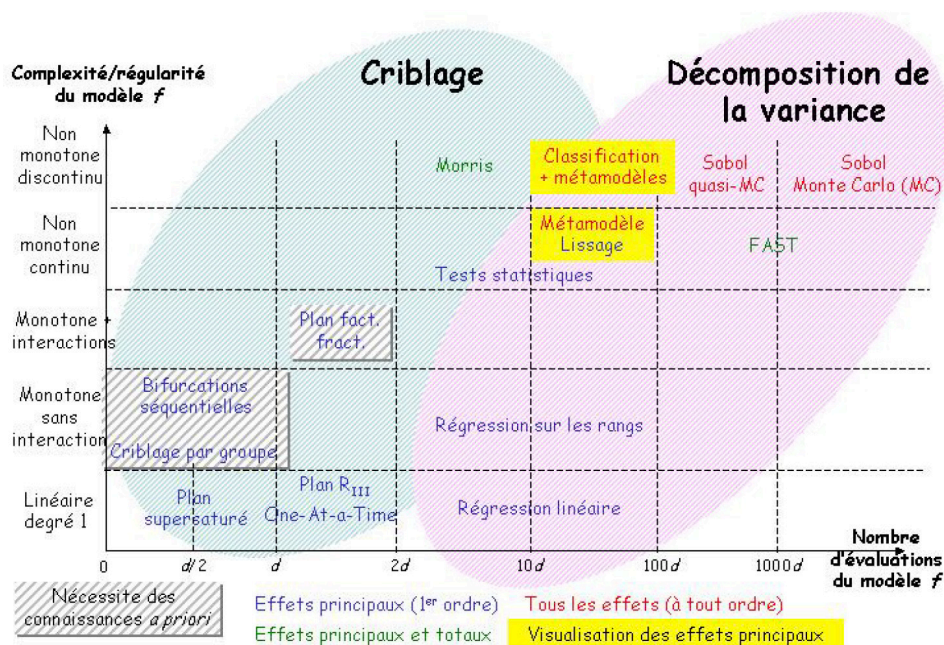 Complexité/régularité
du modèle f
Criblage
Décomposition de
la variance
Non
monotone
discontinu
Morris
Classification
+ métamodèles
Sobol
quasi-MC
Sobol
Monte Carlo (MC)
Non
monotone
continu
Métamodèle
Lissage
FAST
Tests statistiques
Monotone +
interactions
Plan fact.
fract.
Monotone
sans
interaction
Bifurcations
séquentielles
Criblage par groupe
Régression sur les rangs
Linéaire
degré 1
Plan
supersaturé
Plan RIII
One-At-a-Time
Régression linéaire
0 d/2 d 2d 10d 100d 1000d
Nombre
d'évaluations
du modèle f
Nécessite des
connaissances a priori
Effets principaux (1er ordre)
Tous les effets (à tout ordre)
Effets principaux et totaux
Visualisation des effets principaux